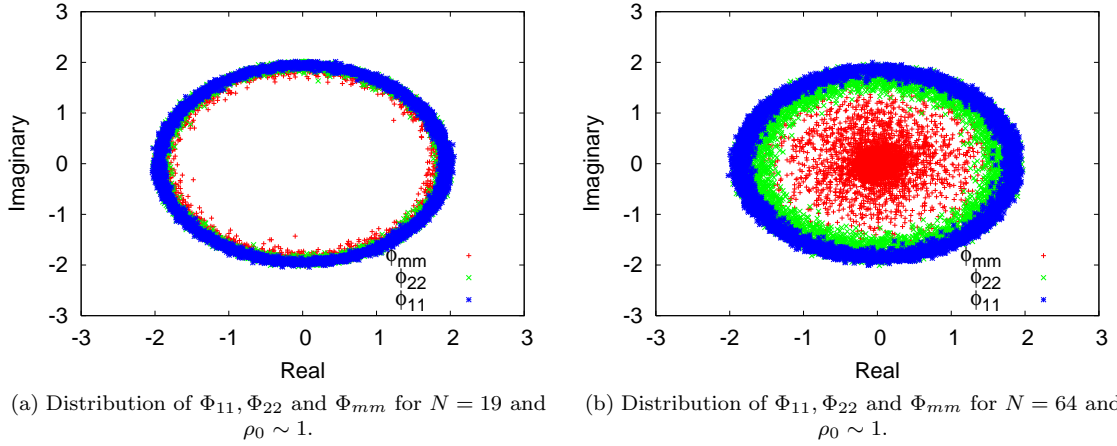 3
2
1
0
-1
-2
-3
-3 -2 -1 0 1 2 3
Imaginary
Real
ϕmm
ϕ22
ϕ11
(a) Distribution of Φ11, Φ22 and Φmm for N = 19 and
ρ0 ∼ 1.
3
2
1
0
-1
-2
-3
-3 -2 -1 0 1 2 3
Imaginary
Real
ϕmm
ϕ22
ϕ11
(b) Distribution of Φ11, Φ22 and Φmm for N = 64 and
ρ0 ∼ 1.